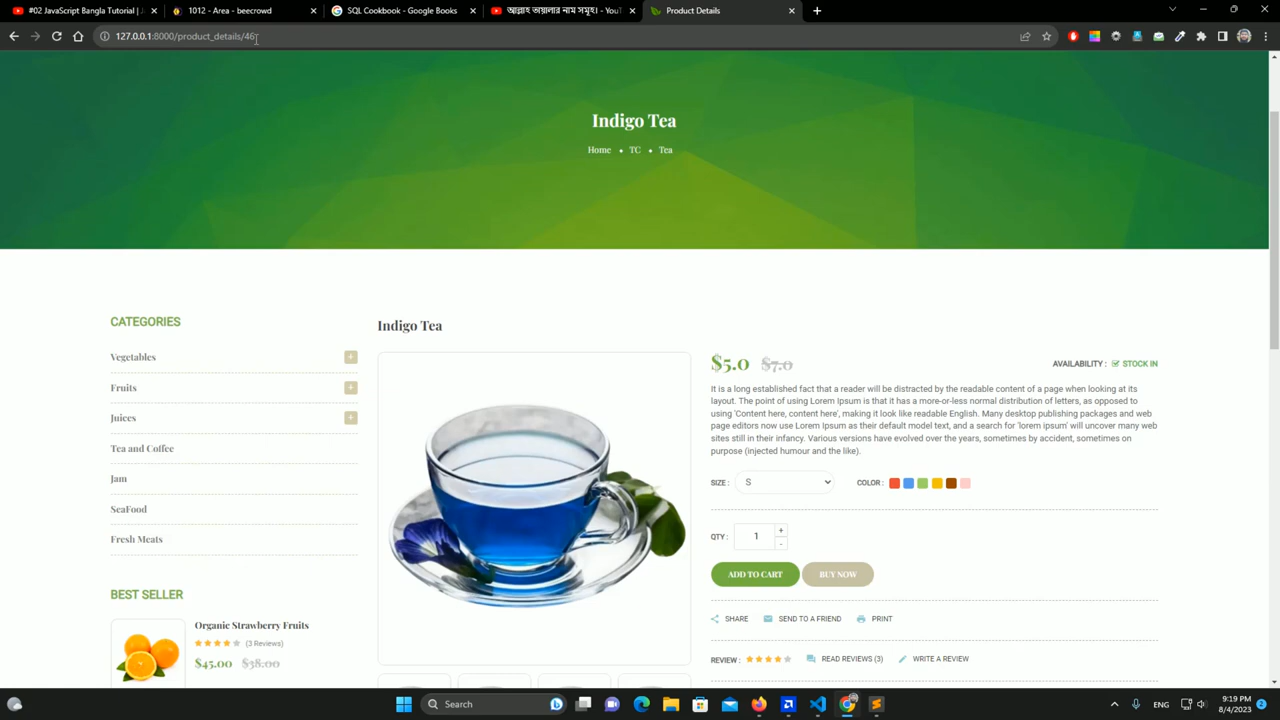 #02 JavaScript Bangla Tutorial | J
1012 - Area - beecrowd
SQL Cookbook - Google Books
আল্লাহ তায়ালার নাম সমূহ। - YouT
Product Details
127.0.0.1:8000/product_details/46
Indigo Tea
Home • TC • Tea
CATEGORIES
Vegetables
Fruits
Juices
Tea and Coffee
Jam
SeaFood
Fresh Meats
BEST SELLER
Organic Strawberry Fruits
(3 Reviews)
$45.00 $38.00
Indigo Tea
$5.0 $7.0
AVAILABILITY : STOCK IN
It is a long established fact that a reader will be distracted by the readable content of a page when looking at its
layout. The point of using Lorem Ipsum is that it has a more-or-less normal distribution of letters, as opposed to
using 'Content here, content here', making it look like readable English. Many desktop publishing packages and web
page editors now use Lorem Ipsum as their default model text, and a search for 'lorem ipsum' will uncover many web
sites still in their infancy. Various versions have evolved over the years, sometimes by accident, sometimes on
purpose (injected humour and the like).
SIZE : S
COLOR :
QTY : 1 + -
ADD TO CART
BUY NOW
SHARE
SEND TO A FRIEND
PRINT
REVIEW :
READ REVIEWS (3)
WRITE A REVIEW
Search
ENG
9:19 PM
8/4/2023
2